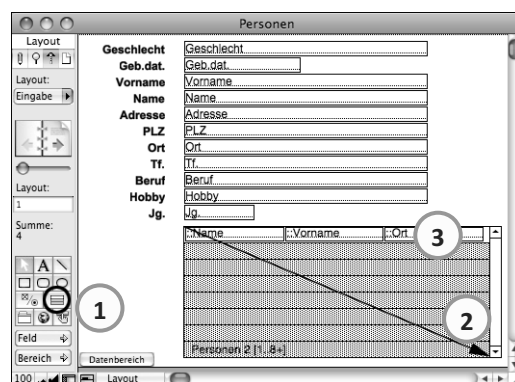 Personen
Layout
Layout:
Eingabe
Layout:
1
Summe:
4
A
Feld
Bereich
100
Geschlecht Geschlecht
Geb.dat. Geb.dat.
Vorname Vorname
Name Name
Adresse Adresse
PLZ PLZ
Ort Ort
Tf. Tf.
Beruf Beruf
Hobby Hobby
Jg. Jg.
::Name ::Vorname ::Ort
3
1
2
Personen 2 [1..8+]
Datenbereich
Layout